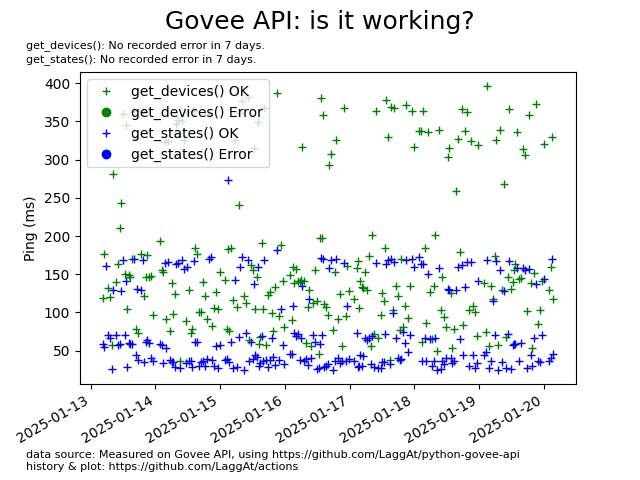 Govee API: is it working?
get_devices(): No recorded error in 7 days.
get_states(): No recorded error in 7 days.
get_devices() OK
get_devices() Error
get_states() OK
get_states() Error
Ping (ms)
400
350
300
250
200
150
100
50
2025-01-13
2025-01-14
2025-01-15
2025-01-16
2025-01-17
2025-01-18
2025-01-19
2025-01-20
data source: Measured on Govee API, using https://github.com/LaggAt/python-govee-api
history & plot: https://github.com/LaggAt/actions